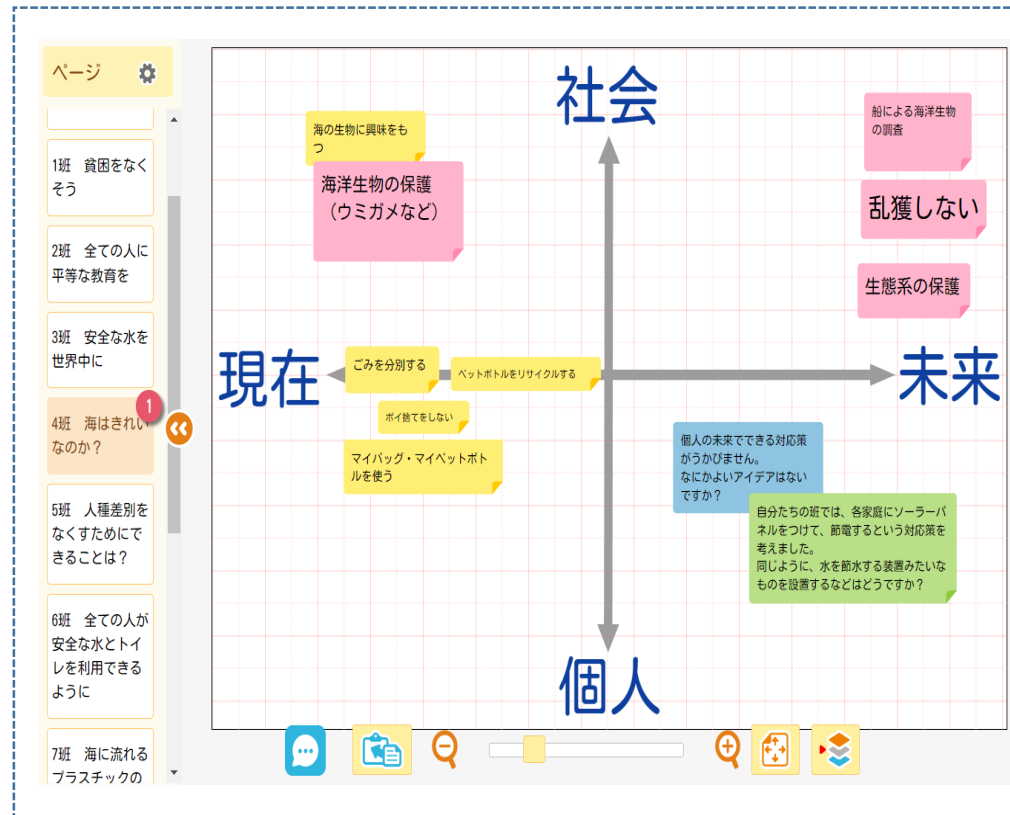 ページ
1班　貧困をなく
そう
2班　全ての人に
平等な教育を
3班　安全な水を
世界中に
4班　海はきれい
なのか？
1
5班　人種差別を
なくすためにで
きることは？
6班　全ての人が
安全な水とトイ
レを利用できる
ように
7班　海に流れる
プラスチックの
社会
海の生物に興味をも
つ
海洋生物の保護
（ウミガメなど）
船による海洋生物
の調査
乱獲しない
生態系の保護
現在
ごみを分別する
ペットボトルをリサイクルする
未来
ポイ捨てをしない
マイバッグ・マイペットボト
ルを使う
個人の未来でできる対応策
がうかびません。
なにかよいアイデアはない
ですか？
自分たちの班では、各家庭にソーラーパ
ネルをつけて、節電するという対応策を
考えました。
同じように、水を節水する装置みたいな
ものを設置するなどはどうですか？
個人